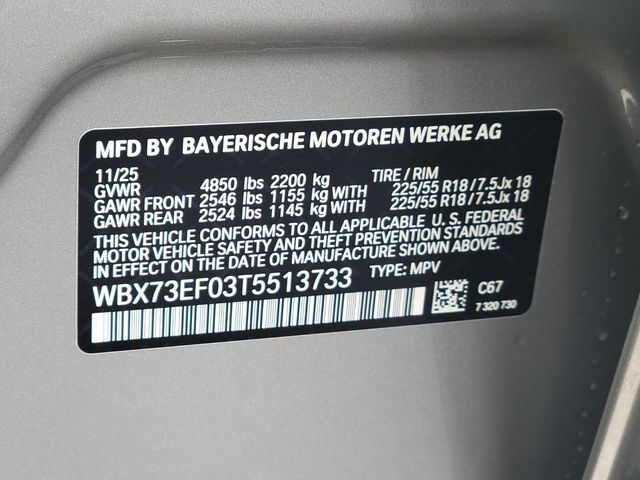 MFD BY BAYERISCHE MOTOREN WERKE AG
11/25
GVWR 4850 lbs 2200 kg TIRE / RIM
GAWR FRONT 2546 lbs 1155 kg WITH 225/55 R18 / 7.5Jx 18
GAWR REAR 2524 lbs 1145 kg WITH 225/55 R18 / 7.5Jx 18
THIS VEHICLE CONFORMS TO ALL APPLICABLE U. S. FEDERAL
MOTOR VEHICLE SAFETY AND THEFT PREVENTION STANDARDS
IN EFFECT ON THE DATE OF MANUFACTURE SHOWN ABOVE.
WBX73EF03T5513733 TYPE: MPV
C67
7 320 730